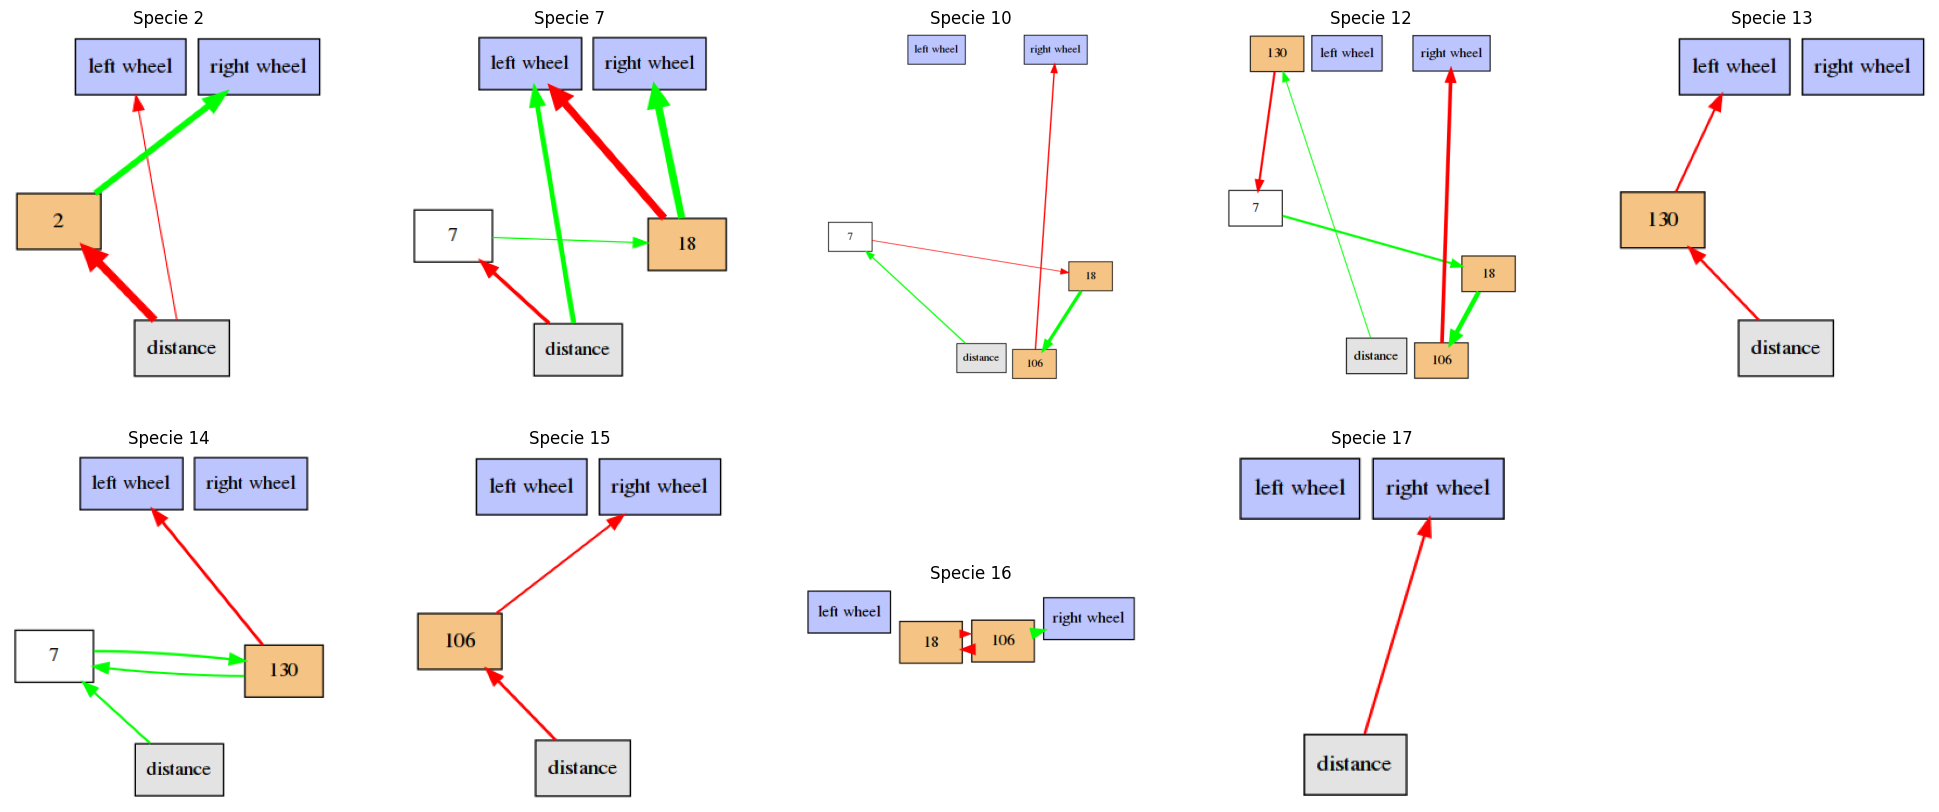 Specie 2
left wheel right wheel
2
distance
Specie 7
left wheel right wheel
7
18
distance
Specie 10
left wheel right wheel
7
18
distance
106
Specie 12
130 left wheel right wheel
7
18
distance
106
Specie 13
left wheel right wheel
130
distance
Specie 14
left wheel right wheel
7
130
distance
Specie 15
left wheel right wheel
106
distance
Specie 16
left wheel
18 106 right wheel
Specie 17
left wheel right wheel
distance